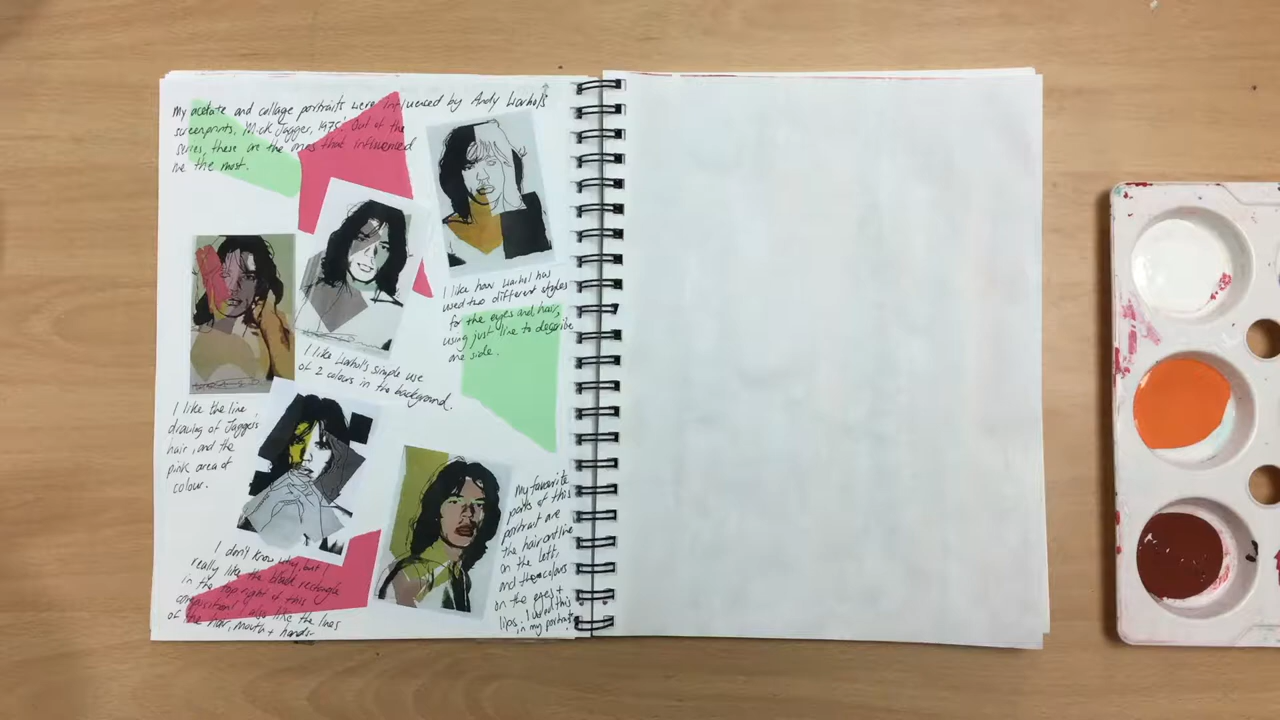 My acetate and collage portraits were influenced by Andy Warhol's
screenprints, 'Mick Jagger, 1975'. Out of the
series, these are the ones that influenced
me the most.
I like how Warhol has
used two different styles
for the eyes and hair,
using just line to describe
one side.
I like Warhol's simple use
of 2 colours in the background.
I like the line
drawing of Jaggers
hair, and the
pink area of
colour.
I don't know why, but I
really like the black rectangle
in the top right of this
composition! I also like the lines
of the hair, mouth + hands.
My favourite
parts of this
portrait are
the hair outline
on the left,
and the colours
on the eyes +
lips. I used this
in my portrait